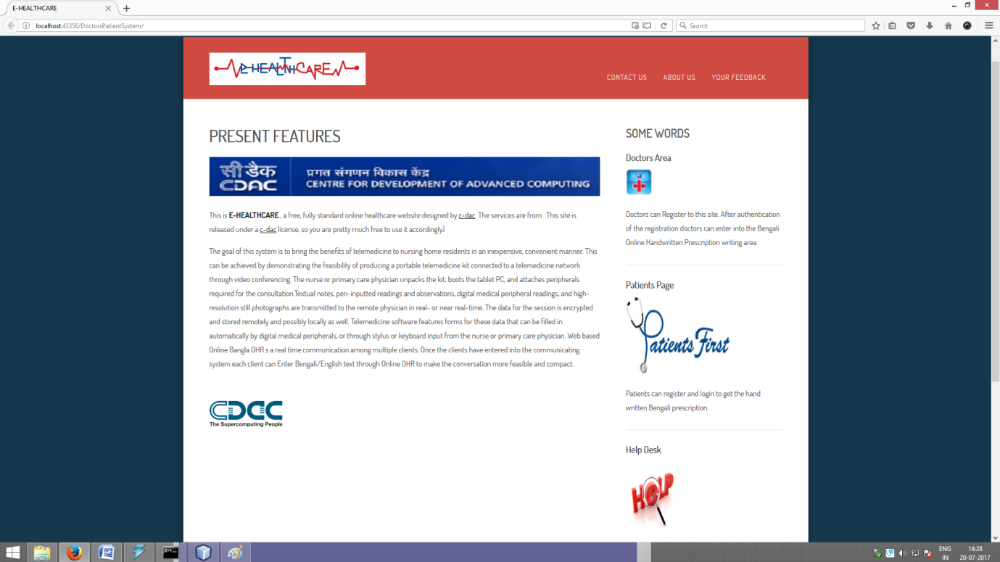 E-HEALTHCARE
localhost:43356/DoctorsPatientSystem/
Search
E-HEALTHCARE
CONTACT US
ABOUT US
YOUR FEEDBACK
PRESENT FEATURES
सी डैक
CDAC
प्रगत संगणन विकास केंद्र
CENTRE FOR DEVELOPMENT OF ADVANCED COMPUTING
This is E-HEALTHCARE , a free, fully standard online healthcare website designed by c-dac. The services are from . This site is
released under a c-dac license, so you are pretty much free to use it accordingly)
The goal of this system is to bring the benefits of telemedicine to nursing home residents in an inexpensive, convenient manner. This
can be achieved by demonstrating the feasibility of producing a portable telemedicine kit connected to a telemedicine network
through video conferencing. The nurse or primary care physician unpacks the kit, boots the tablet PC, and attaches peripherals
required for the consultation.Textual notes, pen-inputted readings and observations, digital medical peripheral readings, and high-
resolution still photographs are transmitted to the remote physician in real- or near real-time. The data for the session is encrypted
and stored remotely and possibly locally as well. Telemedicine software features forms for these data that can be filled in
automatically by digital medical peripherals, or through stylus or keyboard input from the nurse or primary care physician. Web based
Online Bangla OHR s a real time communication among multiple clients. Once the clients have entered into the communicating
system each client can Enter Bengali/English text through Online OHR to make the conversation more feasible and compact.
CDAC
The Supercomputing People
SOME WORDS
Doctors Area
Doctors can Register to this site. After authentication
of the registration doctors can enter into the Bengali
Online Handwritten Prescription writing area
Patients Page
Patients First
Patients can register and login to get the hand
written Bengali prescription.
Help Desk
HELP
ENG
IN
14:28
20-07-2017